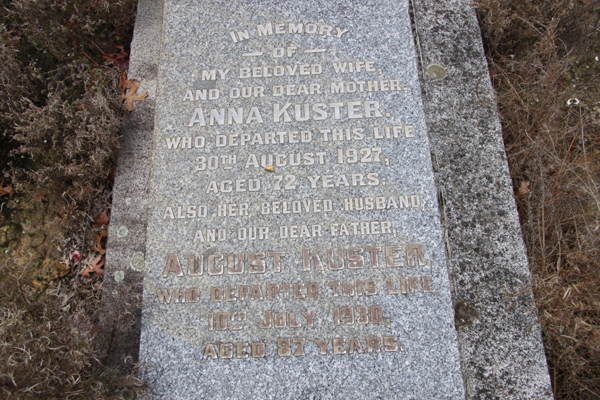 IN MEMORY
— OF —
MY BELOVED WIFE,
AND OUR DEAR MOTHER.
ANNA KUSTER.
WHO, DEPARTED THIS LIFE
30TH AUGUST 1927,
AGED 72 YEARS.
ALSO HER BELOVED HUSBAND,
AND OUR DEAR FATHER,
AUGUST KUSTER,
WHO DEPARTED THIS LIFE
10TH JULY
AGED 87 YEARS.